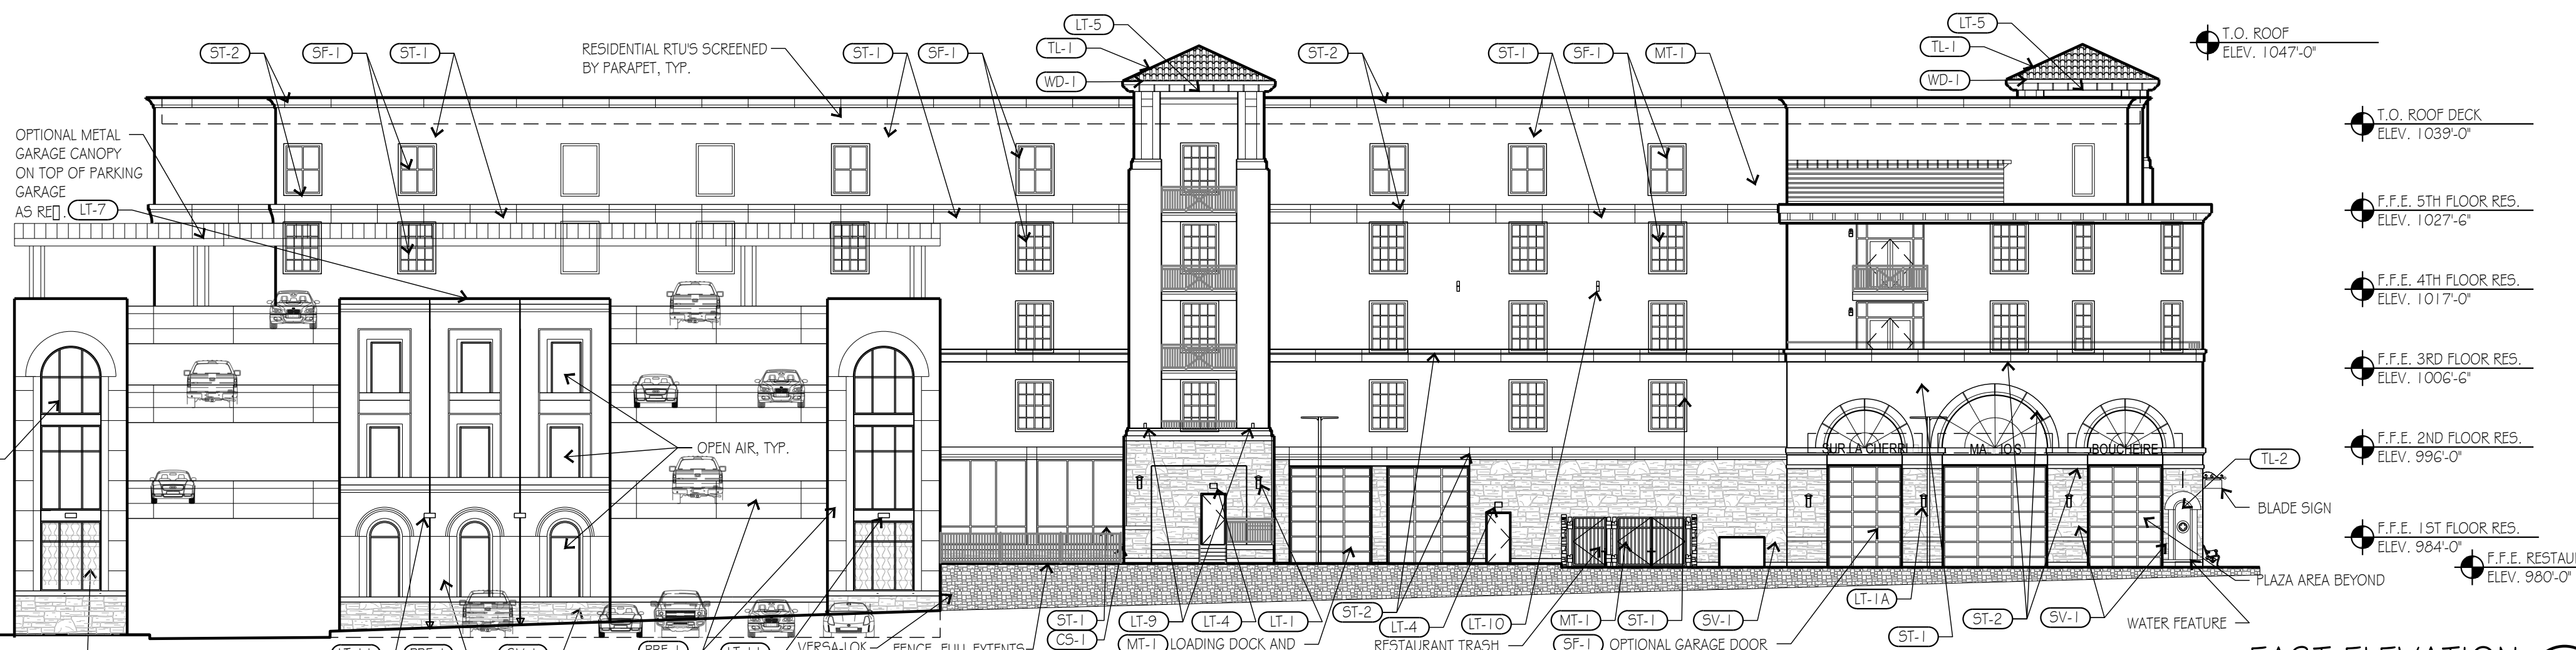 LT-5
LT-5
T.O. ROOF
ELEV. 1047'-0"
ST-2
SF-1
ST-1
RESIDENTIAL RTU'S SCREENED
BY PARAPET, TYP.
ST-1
SF-1
TL-1
WD-1
ST-2
ST-1
SF-1
MT-1
TL-1
WD-1
OPTIONAL METAL
GARAGE CANOPY
ON TOP OF PARKING
GARAGE
AS RE▯.
LT-7
T.O. ROOF DECK
ELEV. 1039'-0"
F.F.E. 5TH FLOOR RES.
ELEV. 1027'-6"
F.F.E. 4TH FLOOR RES.
ELEV. 1017'-0"
F.F.E. 3RD FLOOR RES.
ELEV. 1006'-6"
OPEN AIR, TYP.
SUR LA CHERRI
BOUCHEIRE
F.F.E. 2ND FLOOR RES.
ELEV. 996'-0"
TL-2
BLADE SIGN
F.F.E. 1ST FLOOR RES.
ELEV. 984'-0"
F.F.E. RESTAU
ELEV. 980'-0"
PLAZA AREA BEYOND
WATER FEATURE
ST-1
CS-1
LT-9
LT-4
LT-1
MT-1
LOADING DOCK AND
ST-2
LT-4
LT-10
RESTAURANT TRASH
MT-1
ST-1
SV-1
SF-1
OPTIONAL GARAGE DOOR
LT-1A
ST-1
ST-2
SV-1
VERSA-LOK
FENCE, FULL EXTENTS
EAST ELEVATION